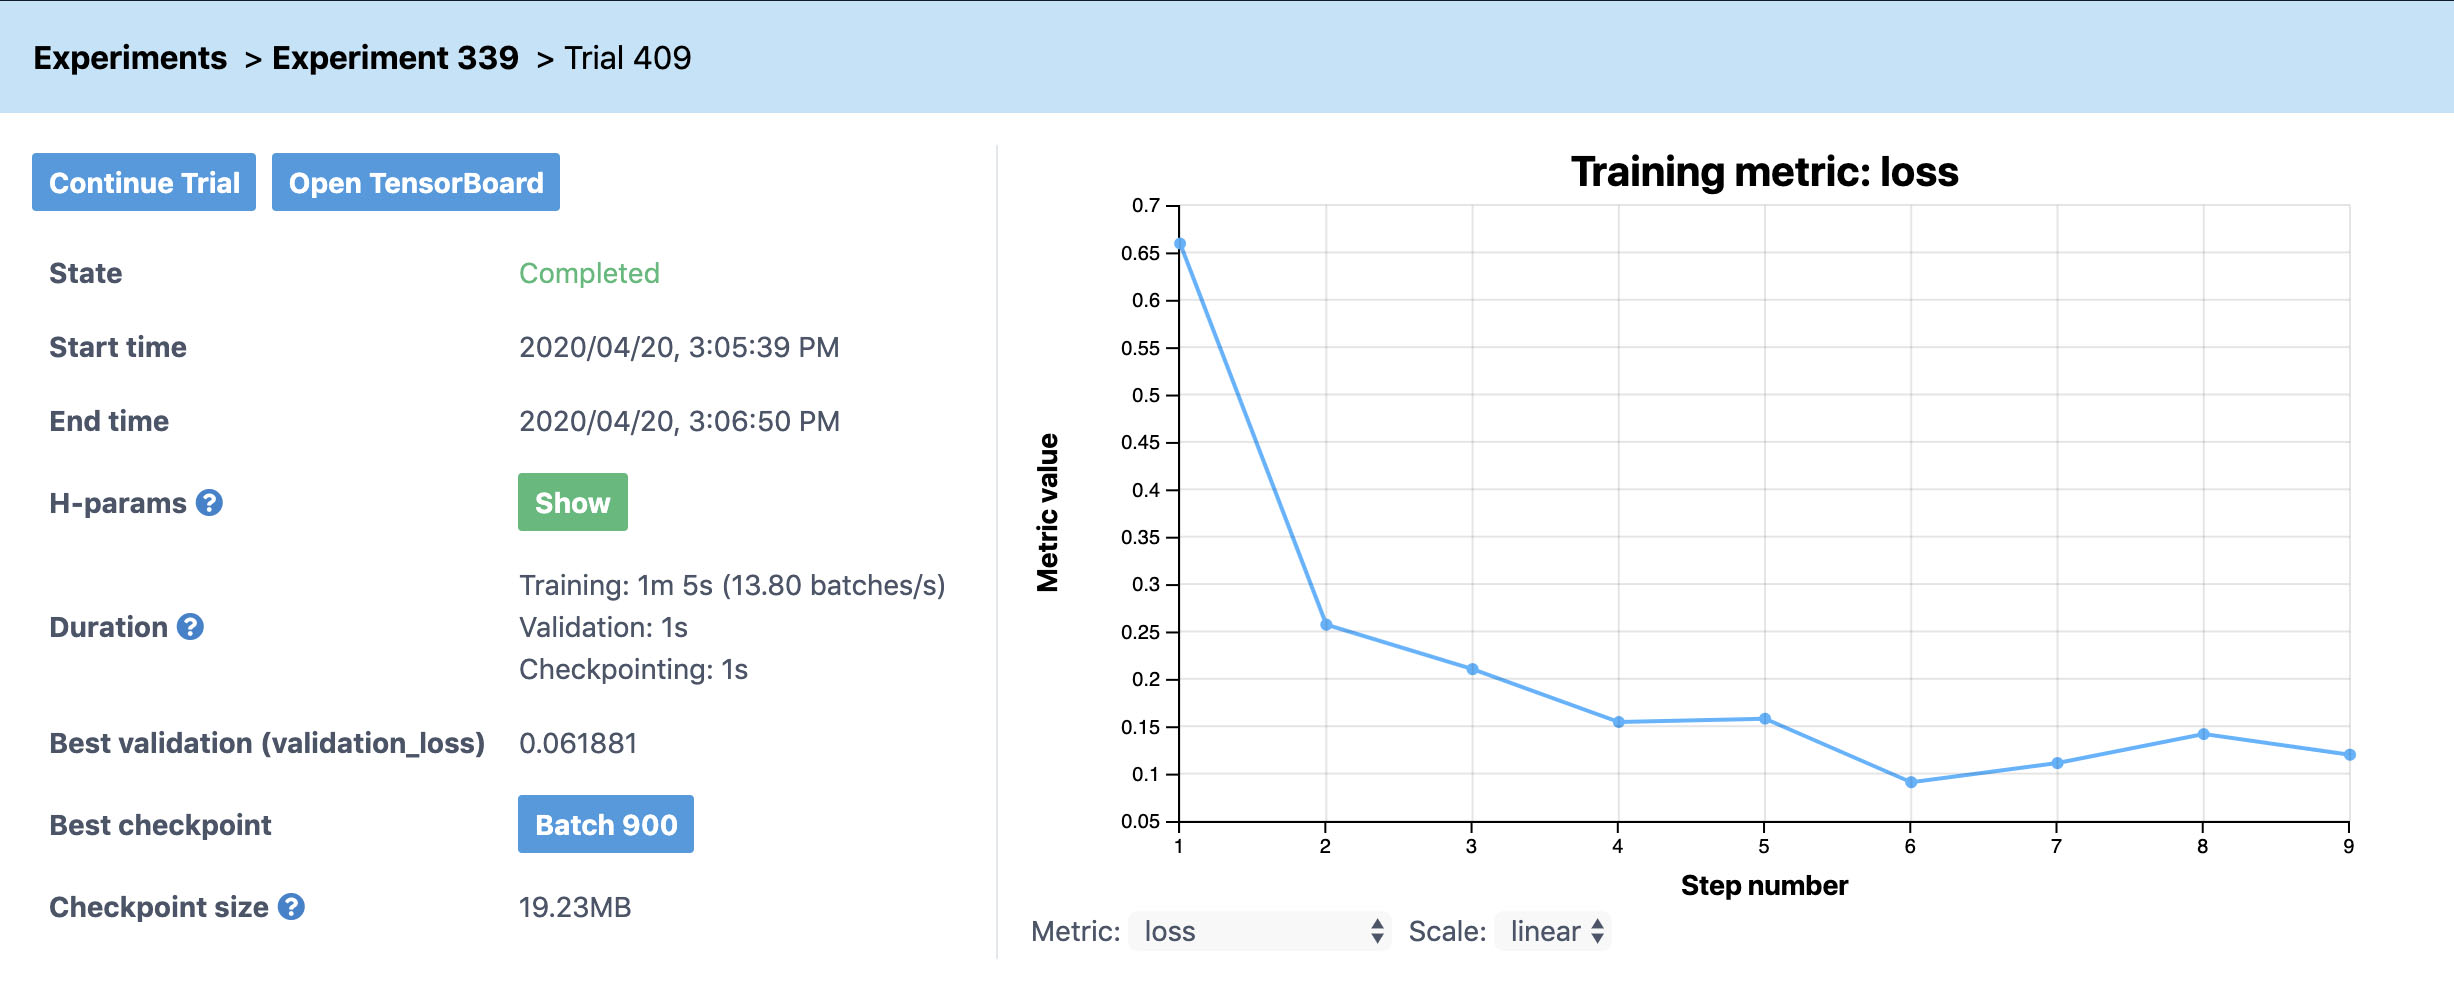 Experiments > Experiment 339 > Trial 409
Continue Trial
Open TensorBoard
State
Completed
Start time
2020/04/20, 3:05:39 PM
End time
2020/04/20, 3:06:50 PM
H-params ?
Show
Duration ?
Training: 1m 5s (13.80 batches/s)
Validation: 1s
Checkpointing: 1s
Best validation (validation_loss)
0.061881
Best checkpoint
Batch 900
Checkpoint size ?
19.23MB
Training metric: loss
Metric value
0.7
0.65
0.6
0.55
0.5
0.45
0.4
0.35
0.3
0.25
0.2
0.15
0.1
0.05
1 2 3 4 5 6 7 8 9
Step number
Metric: loss Scale: linear